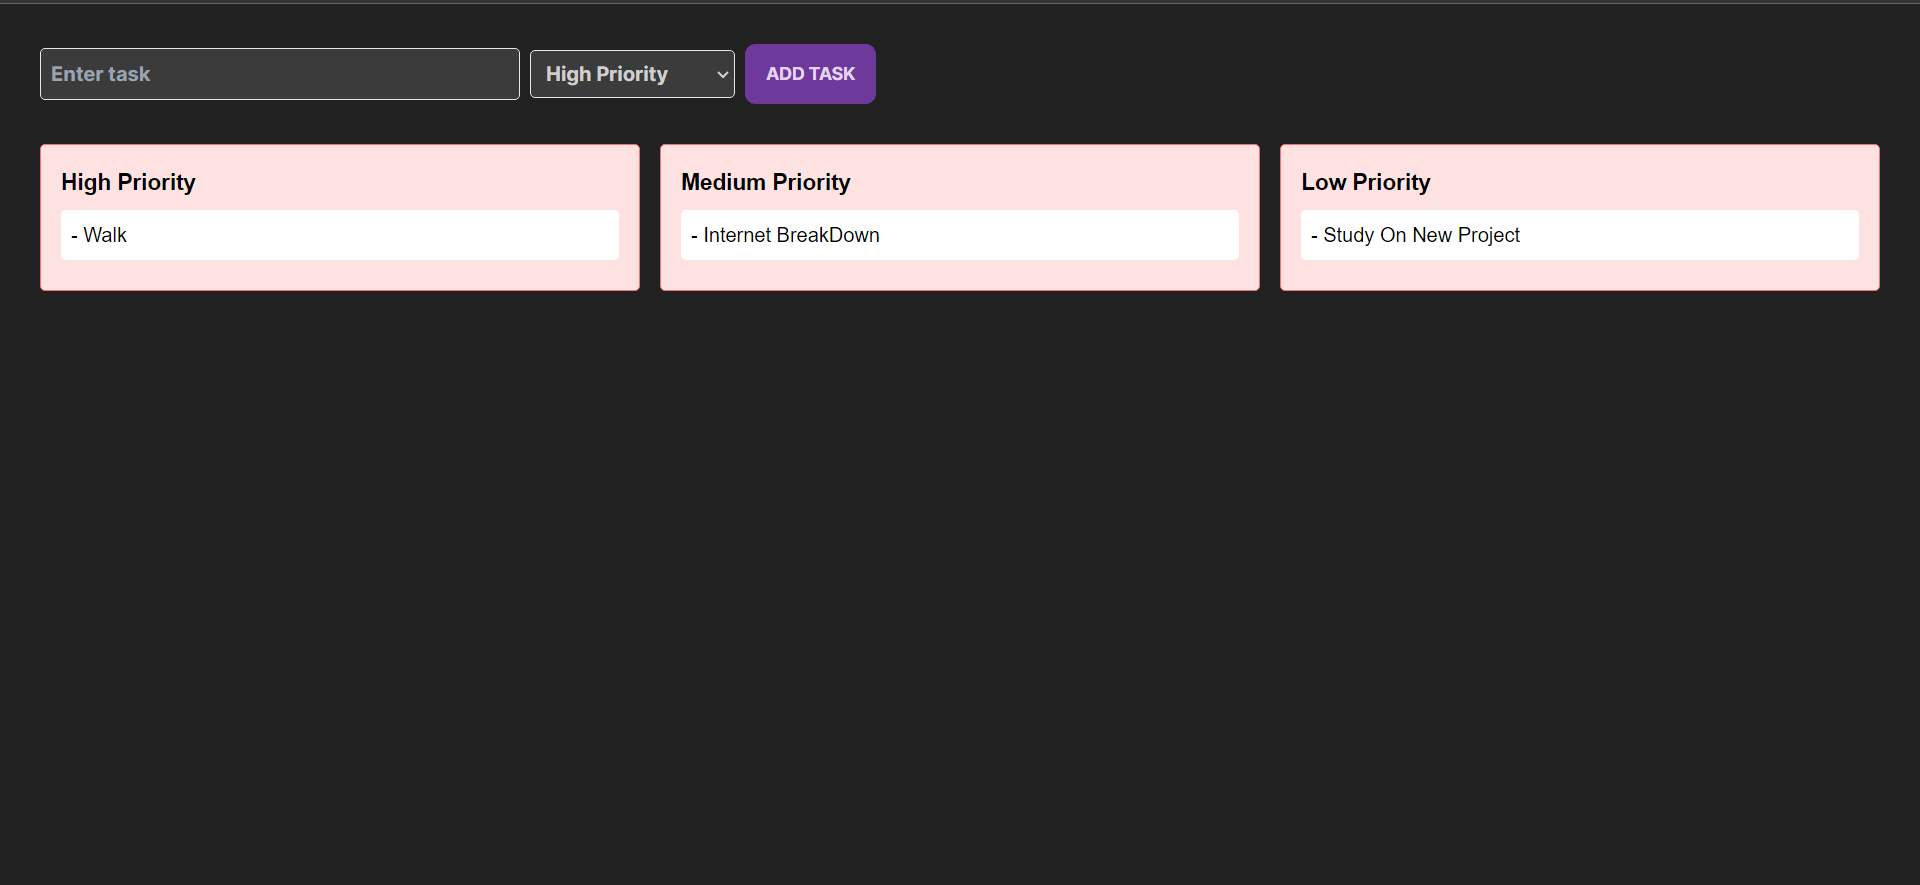 Enter task
High Priority
ADD TASK
High Priority
- Walk
Medium Priority
- Internet BreakDown
Low Priority
- Study On New Project